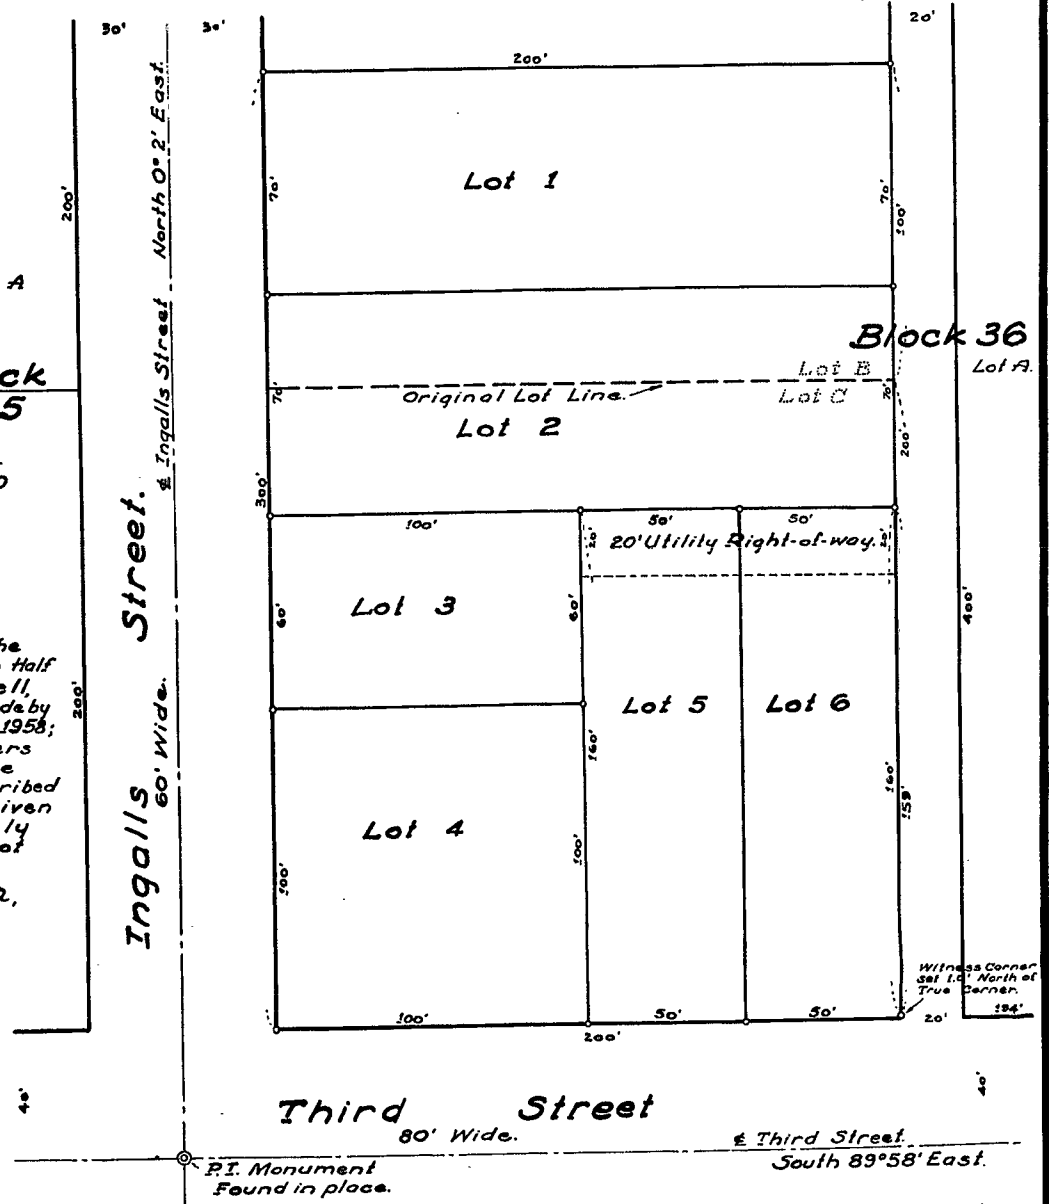 30'
30'
20'
200'
North 0° 2' East.
200'
70'
Lot 1
70'
100'
A
Block 36
ck
5
Lot B
Lot A.
70'
Original Lot Line.
Lot C
70'
Lot 2
200'
℄ Ingalls Street
300'
100'
50'
50'
20'
20' Utility Right-of-way.
20'
Ingalls Street.
60' Wide.
60'
Lot 3
60'
400'
he
Half
ell,
de by
1958;
ers
e
ribed
iven
ly
ot
200'
Lot 5
Lot 6
160'
160'
159'
Lot 4
100'
100'
Witness Corner
set 1.0' North of
True Corner.
100'
50'
50'
20'
194'
200'
40'
40'
Third Street
80' Wide.
℄ Third Street.
South 89°58' East.
P.I. Monument
Found in place.